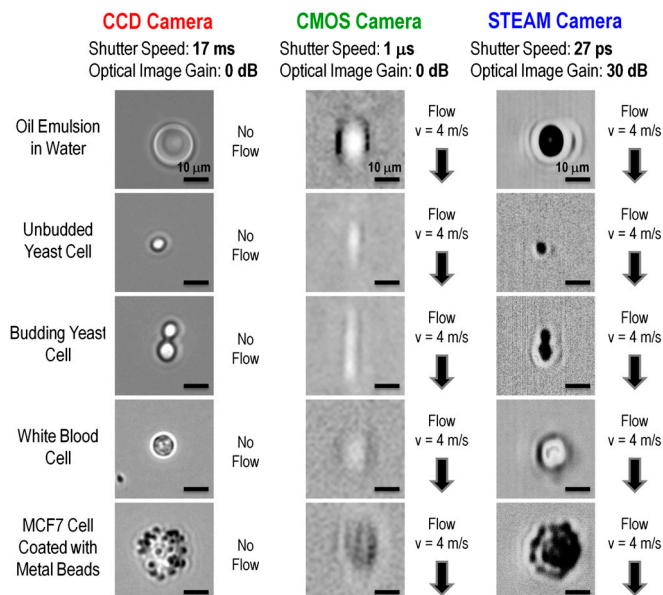 CCD Camera
Shutter Speed: 17 ms
Optical Image Gain: 0 dB
CMOS Camera
Shutter Speed: 1 μs
Optical Image Gain: 0 dB
STEAM Camera
Shutter Speed: 27 ps
Optical Image Gain: 30 dB
Oil Emulsion
in Water
10 μm
No
Flow
10 μm
Flow
v = 4 m/s
10 μm
Flow
v = 4 m/s
Unbudded
Yeast Cell
No
Flow
Flow
v = 4 m/s
Flow
v = 4 m/s
Budding Yeast
Cell
No
Flow
Flow
v = 4 m/s
Flow
v = 4 m/s
White Blood
Cell
No
Flow
Flow
v = 4 m/s
Flow
v = 4 m/s
MCF7 Cell
Coated with
Metal Beads
No
Flow
Flow
v = 4 m/s
Flow
v = 4 m/s